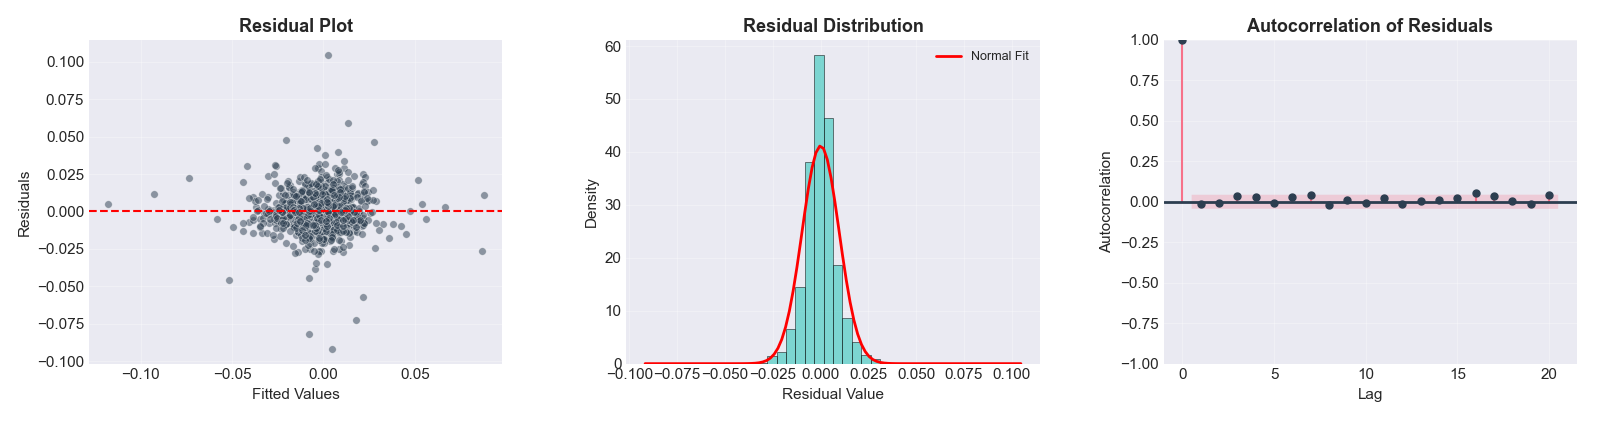 Residual Plot
0.100
0.075
0.050
0.025
0.000
−0.025
−0.050
−0.075
−0.100
Residuals
−0.10 −0.05 0.00 0.05
Fitted Values
Residual Distribution
Normal Fit
60
50
40
30
20
10
0
Density
−0.100 −0.075 −0.050 −0.025 0.000 0.025 0.050 0.075 0.100
Residual Value
Autocorrelation of Residuals
1.00
0.75
0.50
0.25
0.00
−0.25
−0.50
−0.75
−1.00
Autocorrelation
0 5 10 15 20
Lag